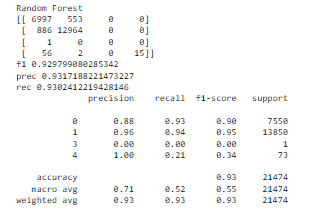 Random Forest
[[ 6997 553 0 0]
[ 886 12964 0 0]
[ 1 0 0 0]
[ 56 2 0 15]]
f1 0.929799080285342
prec 0.9317188221473227
rec 0.9302412219428146
precision recall f1-score support
0 0.88 0.93 0.90 7550
1 0.96 0.94 0.95 13850
3 0.00 0.00 0.00 1
4 1.00 0.21 0.34 73
accuracy 0.93 21474
macro avg 0.71 0.52 0.55 21474
weighted avg 0.93 0.93 0.93 21474